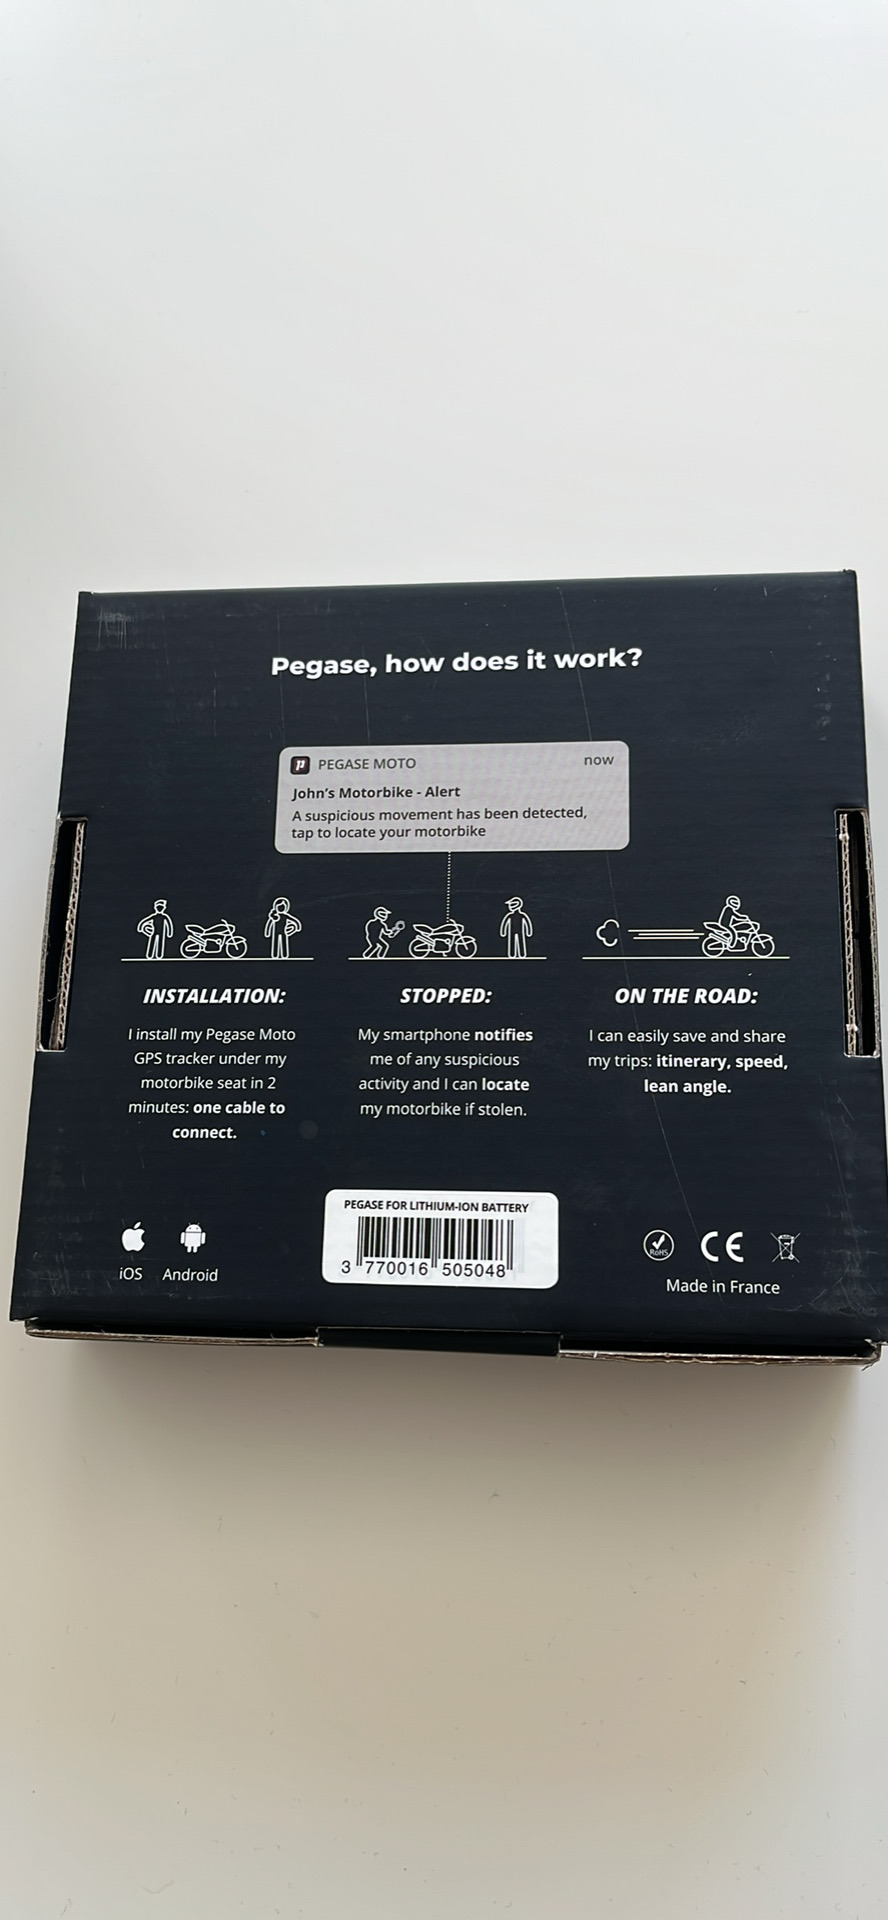 Pegase, how does it work?
PEGASE MOTO now
John's Motorbike - Alert
A suspicious movement has been detected,
tap to locate your motorbike
INSTALLATION:
I install my Pegase Moto
GPS tracker under my
motorbike seat in 2
minutes: one cable to
connect.
STOPPED:
My smartphone notifies
me of any suspicious
activity and I can locate
my motorbike if stolen.
ON THE ROAD:
I can easily save and share
my trips: itinerary, speed,
lean angle.
iOS Android
PEGASE FOR LITHIUM-ION BATTERY
3 770016 505048
RoHS CE
Made in France